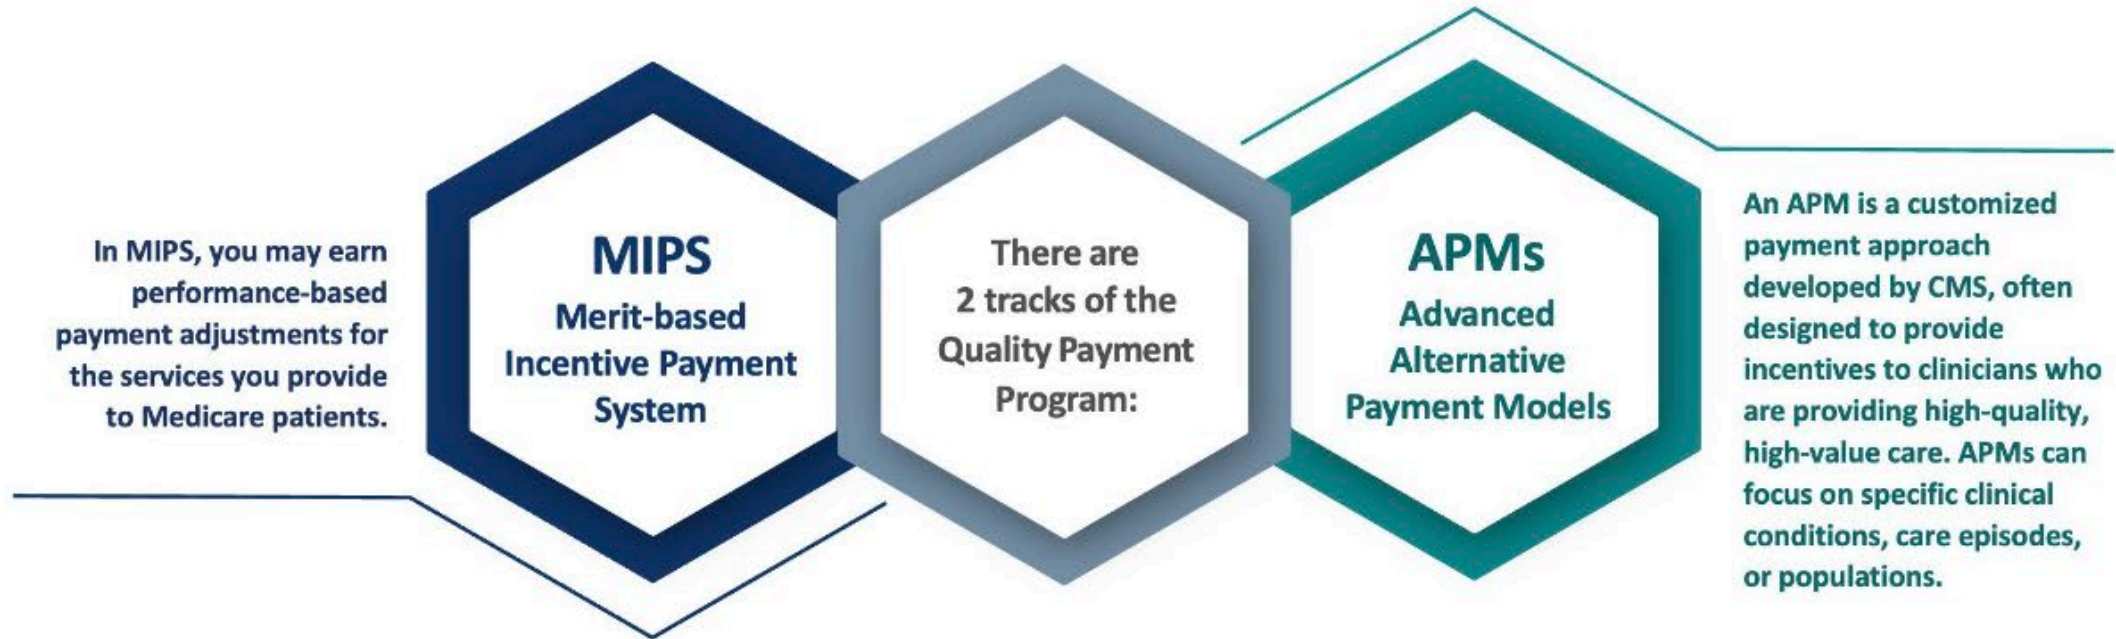 In MIPS, you may earn
performance-based
payment adjustments for
the services you provide
to Medicare patients.
MIPS
Merit-based
Incentive Payment
System
There are
2 tracks of the
Quality Payment
Program:
APMs
Advanced
Alternative
Payment Models
An APM is a customized
payment approach
developed by CMS, often
designed to provide
incentives to clinicians who
are providing high-quality,
high-value care. APMs can
focus on specific clinical
conditions, care episodes,
or populations.